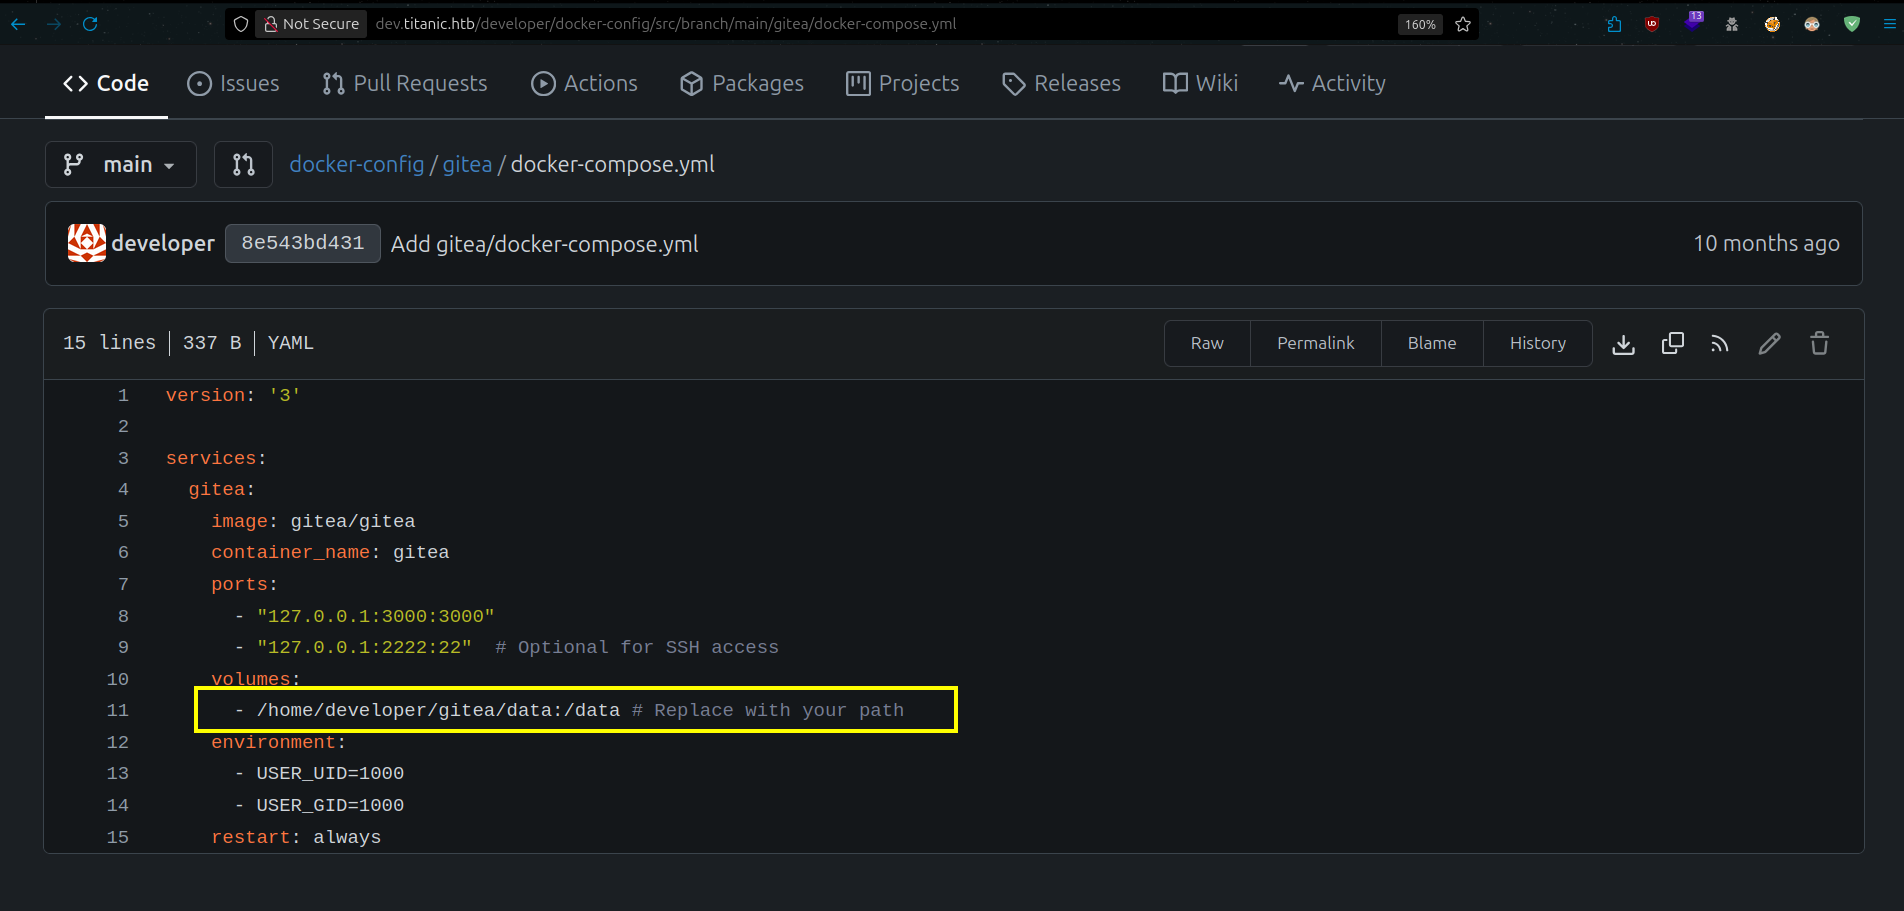 Not Secure dev.titanic.htb/developer/docker-config/src/branch/main/gitea/docker-compose.yml 160% 13
Code Issues Pull Requests Actions Packages Projects Releases Wiki Activity
main docker-config / gitea / docker-compose.yml
developer 8e543bd431 Add gitea/docker-compose.yml 10 months ago
15 lines | 337 B | YAML Raw Permalink Blame History
1 version: '3'
2
3 services:
4   gitea:
5     image: gitea/gitea
6     container_name: gitea
7     ports:
8       - "127.0.0.1:3000:3000"
9       - "127.0.0.1:2222:22"  # Optional for SSH access
10     volumes:
11       - /home/developer/gitea/data:/data # Replace with your path
12     environment:
13       - USER_UID=1000
14       - USER_GID=1000
15     restart: always